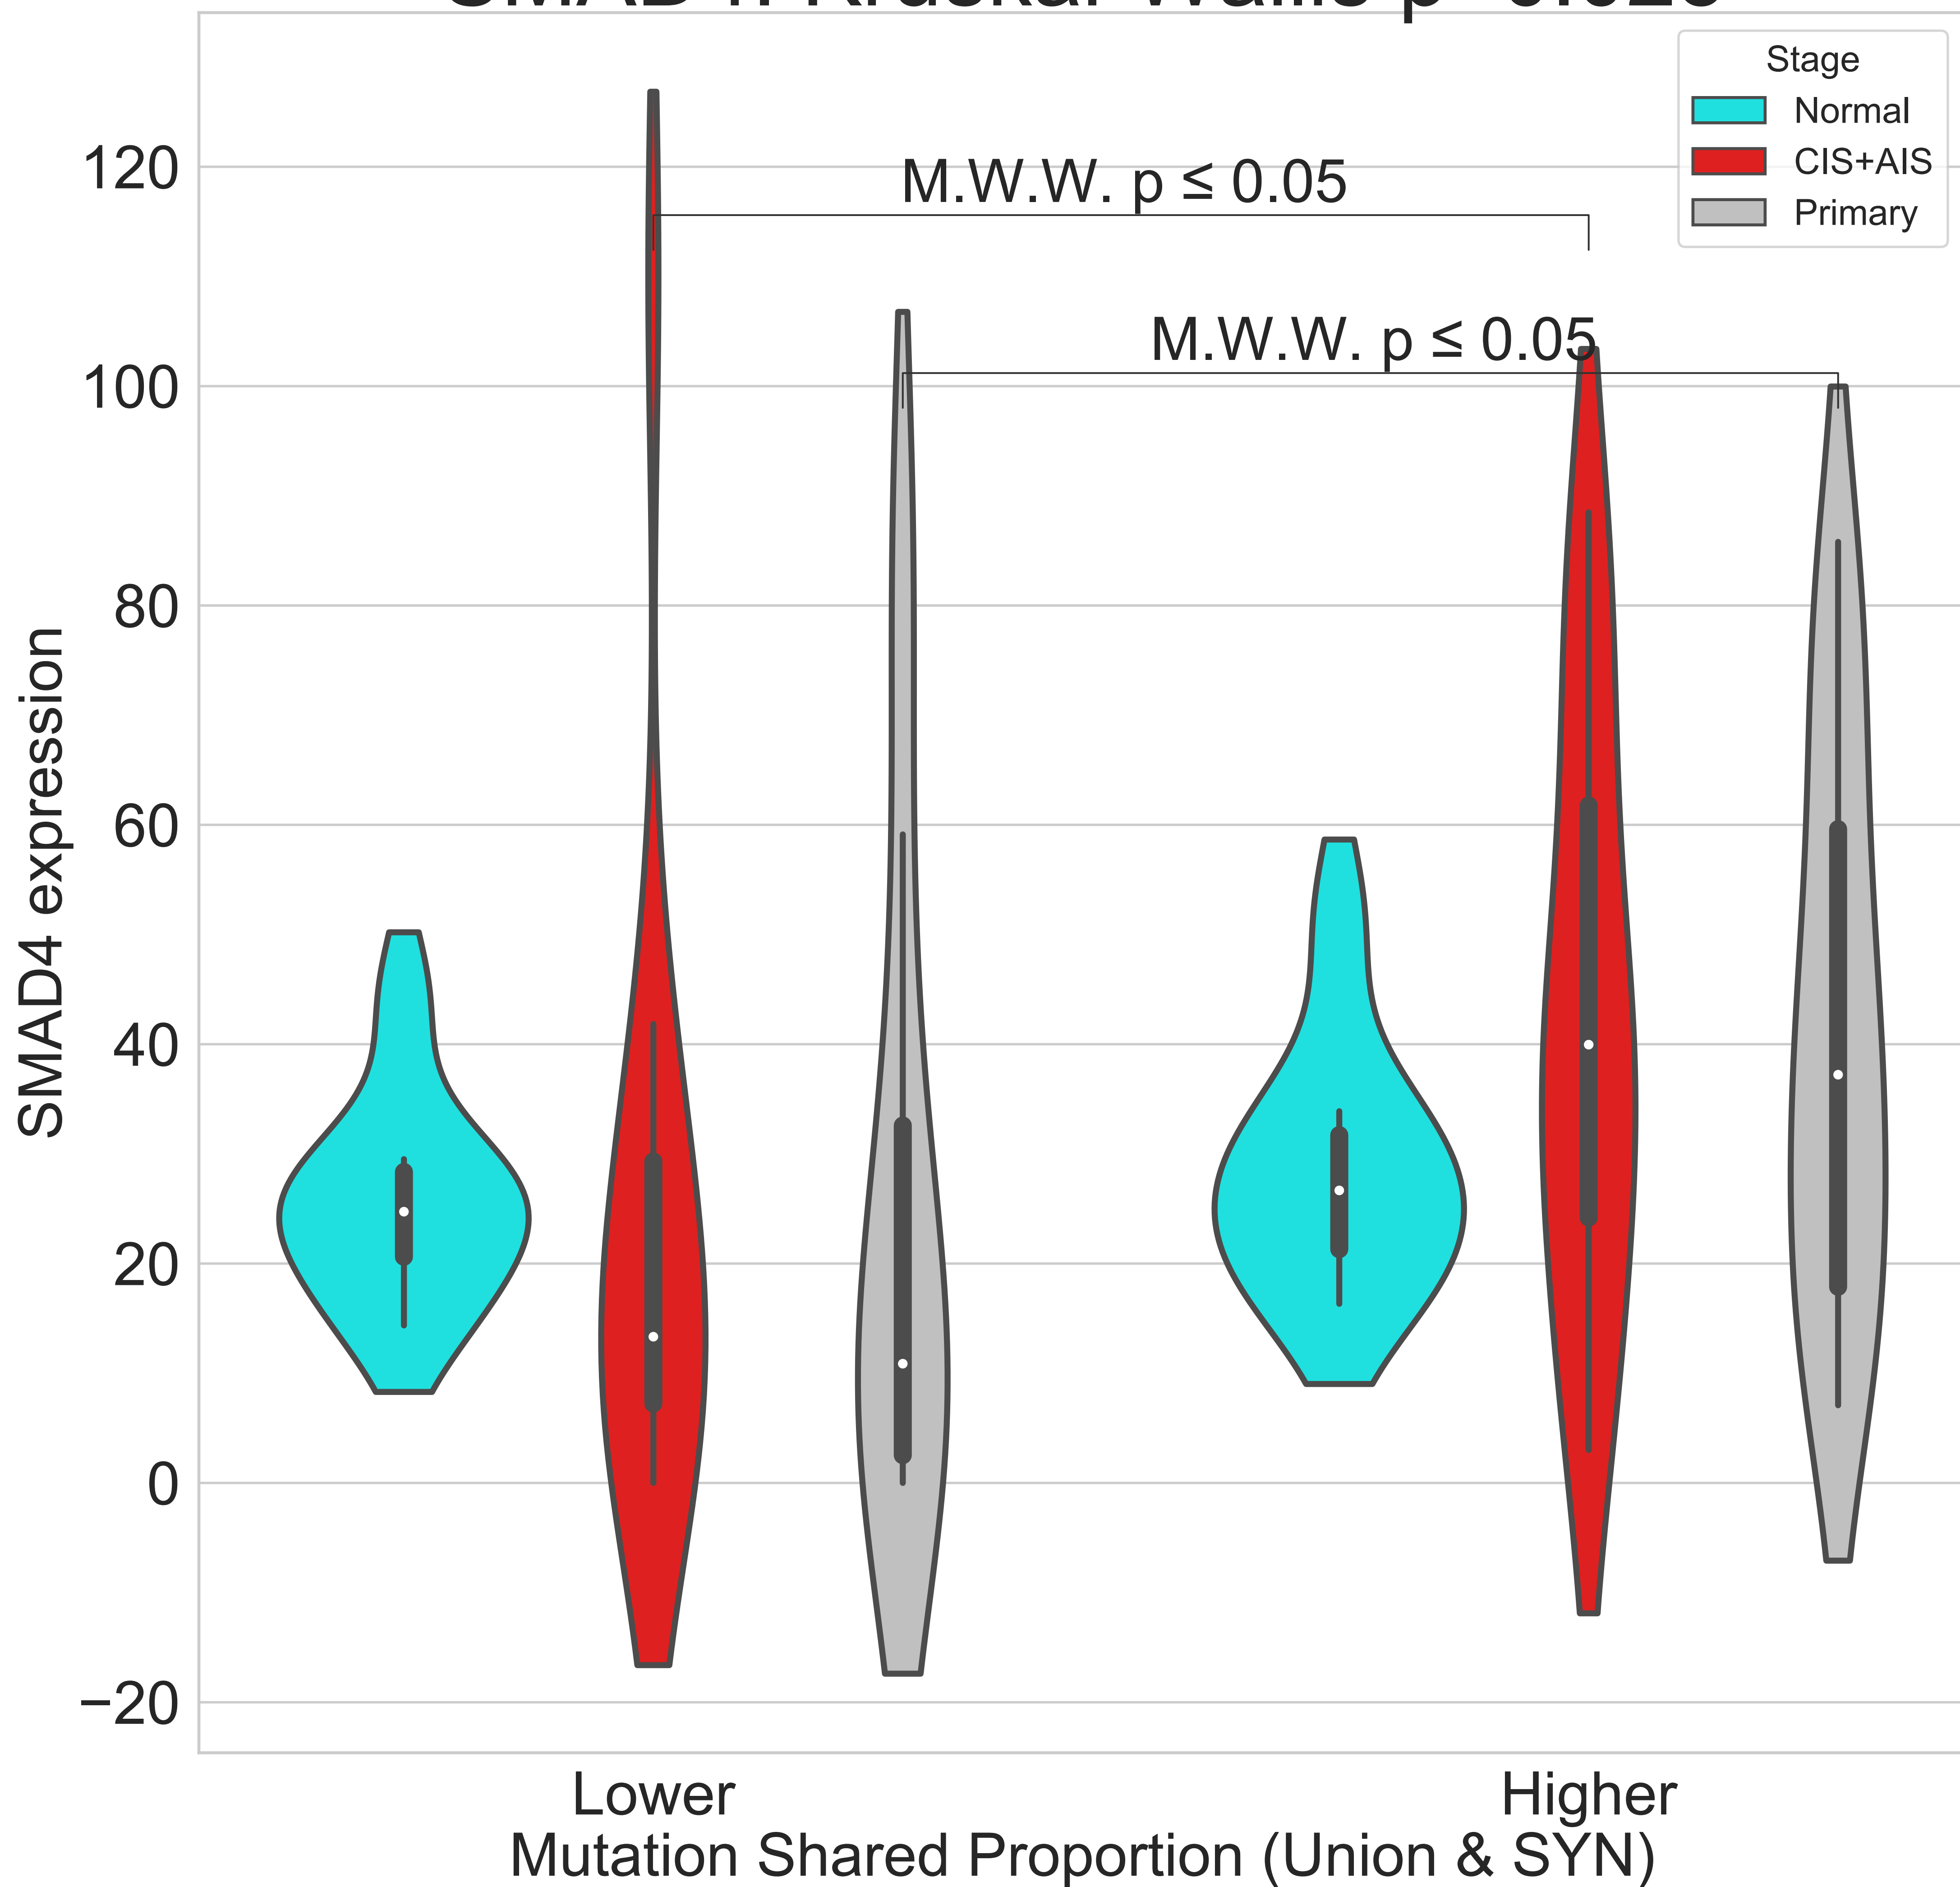 Stage
Normal
CIS+AIS
Primary
M.W.W. p ≤ 0.05
M.W.W. p ≤ 0.05
120
100
80
60
40
20
0
−20
SMAD4 expression
Lower
Higher
Mutation Shared Proportion (Union & SYN)